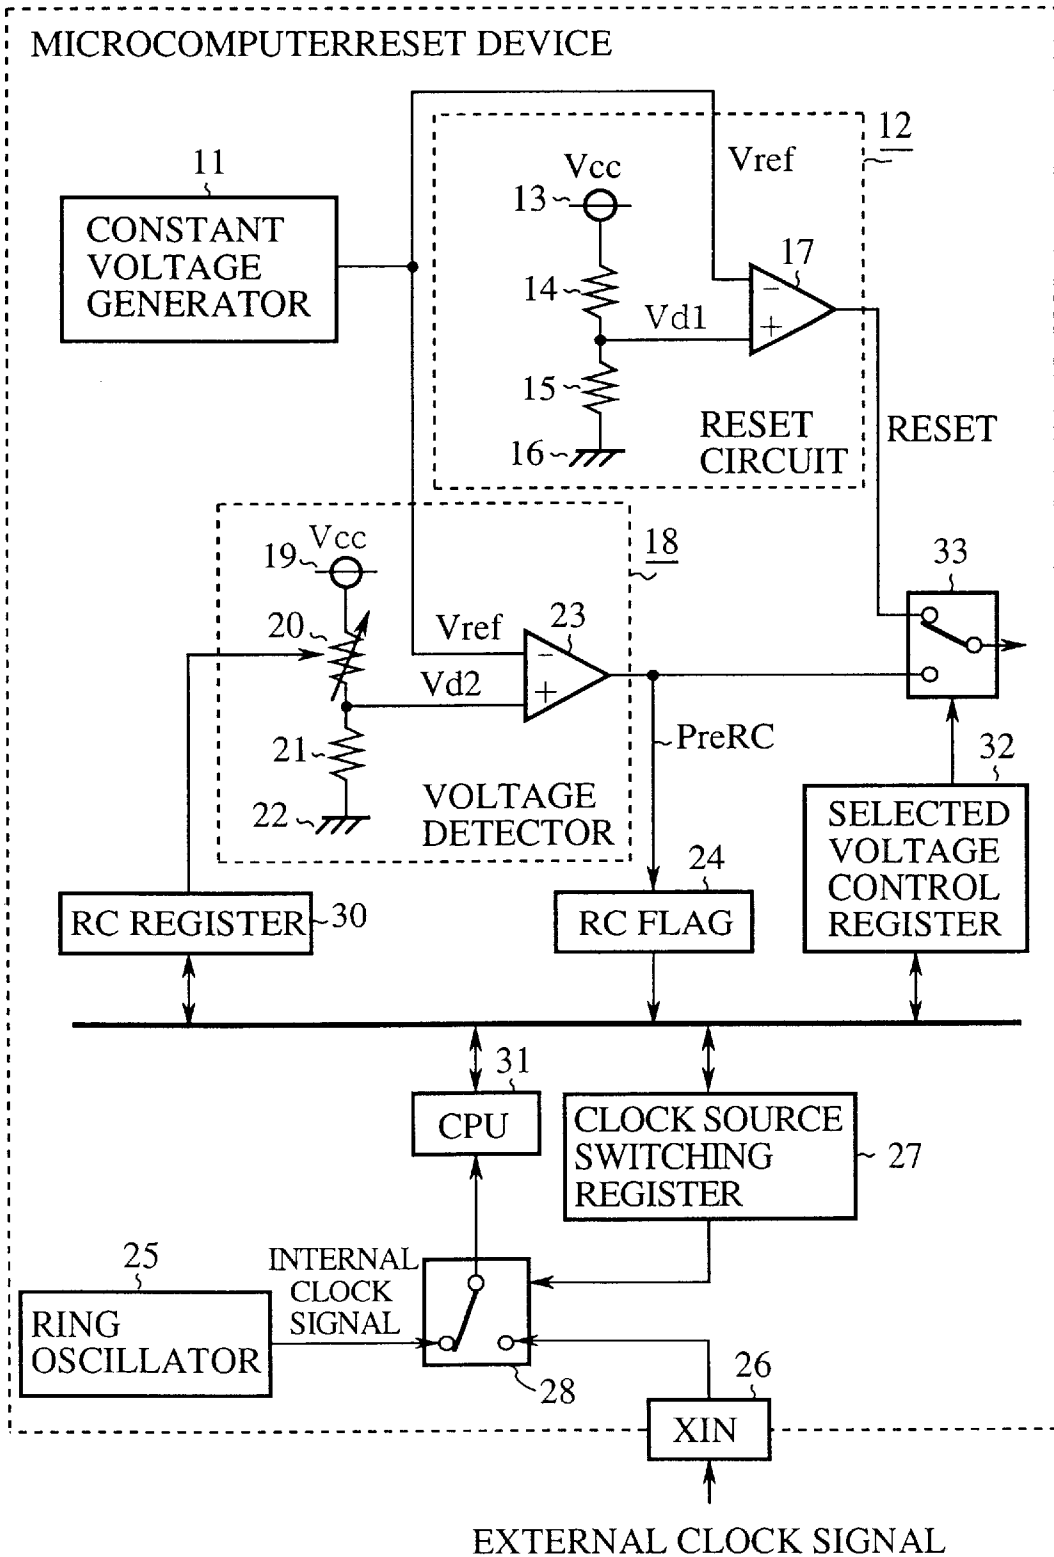 MICROCOMPUTERRESET DEVICE
12
11
Vcc
Vref
13
CONSTANT
VOLTAGE
GENERATOR
17
14
−
Vd1
+
15
RESET
CIRCUIT
RESET
16
18
Vcc
19
33
20
Vref
23
−
Vd2
+
21
PreRC
32
VOLTAGE
DETECTOR
22
SELECTED
VOLTAGE
CONTROL
REGISTER
24
RC REGISTER
30
RC FLAG
31
CPU
CLOCK SOURCE
SWITCHING
REGISTER
27
25
INTERNAL
CLOCK
SIGNAL
RING
OSCILLATOR
28
26
XIN
EXTERNAL CLOCK SIGNAL